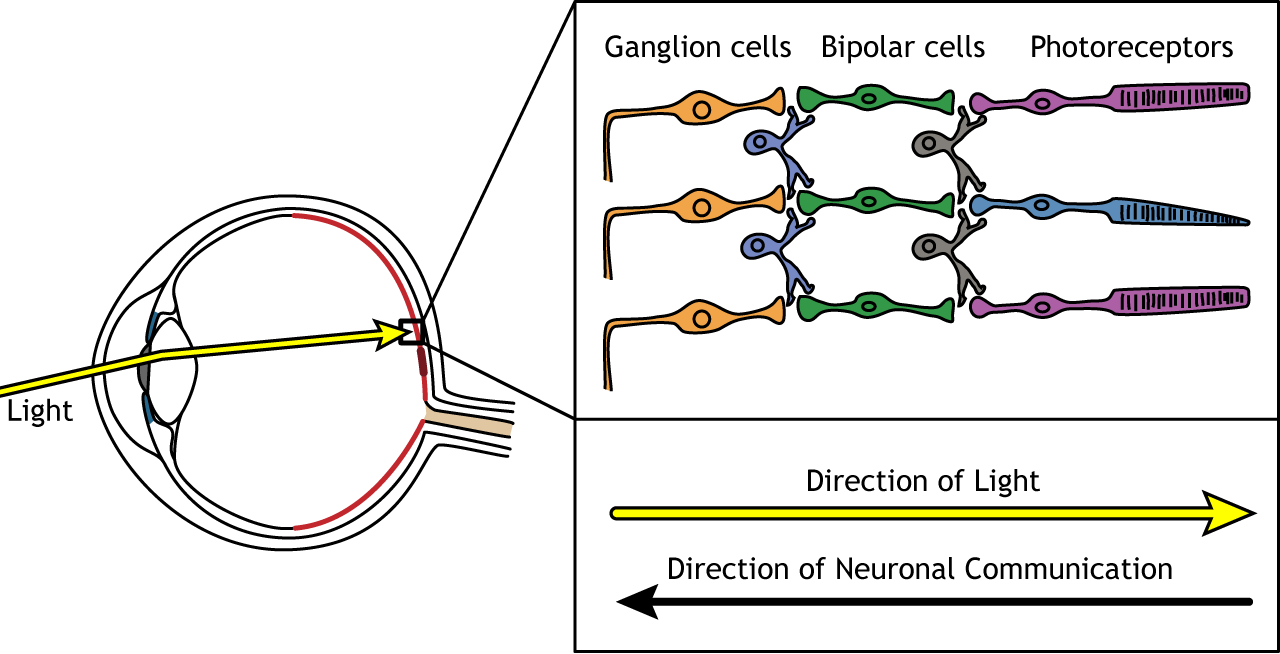 Ganglion cells
Bipolar cells
Photoreceptors
Light
Direction of Light
Direction of Neuronal Communication